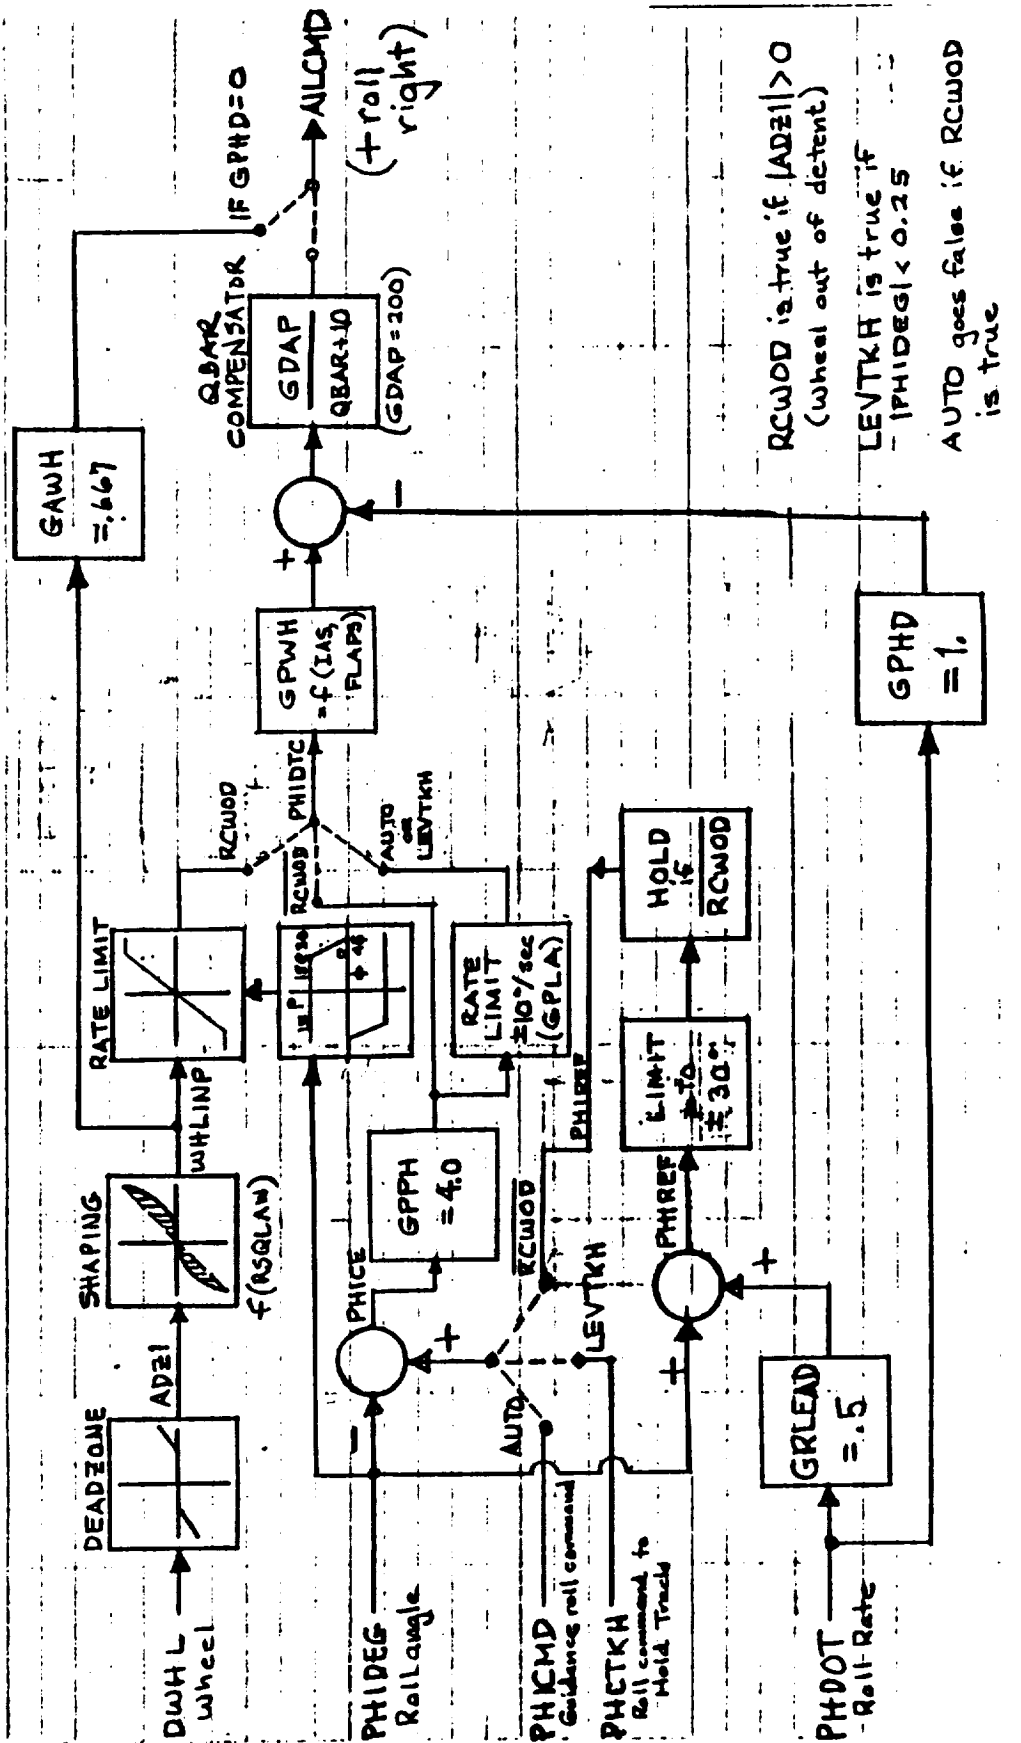 DWHL
Wheel
DEADZONE
ADZ1
SHAPING
f(RSQLAW)
WHLINP
RATE LIMIT
GAWH
=.667
IF GPHD=0
AILCMD
(+ roll
right)
QBAR
COMPENSATOR
GDAP
QBAR+10
(GDAP=200)
+
−
GPWH
=f(IAS,
FLAPS)
PHIDTC
RCWOD
RCWOD
AUTO
OR
LEVTKH
PHIDEG
Roll angle
−
+
PHICE
GPPH
=4.0
RATE
LIMIT
±10°/sec
(GPLA)
PHICMD
Guidance roll command
AUTO
RCWOD
LEVTKH
PHIREF
PHCTKH
Roll command to
Hold Track
PHIREF
+
+
LIMIT
TO
±30°
HOLD
if
RCWOD
PHDOT
Roll Rate
GRLEAD
=.5
GPHD
=1.
RCWOD is true if |ADZ1|>0
(wheel out of detent)
LEVTKH is true if
|PHIDEG|<0.25
AUTO goes false if RCWOD
is true